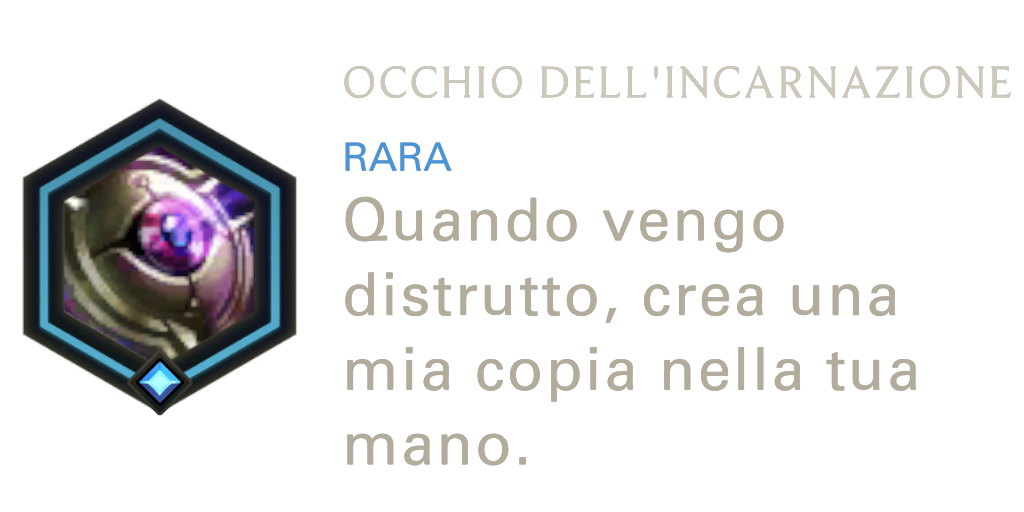 OCCHIO DELL'INCARNAZIONE
RARA
Quando vengo
distrutto, crea una
mia copia nella tua
mano.